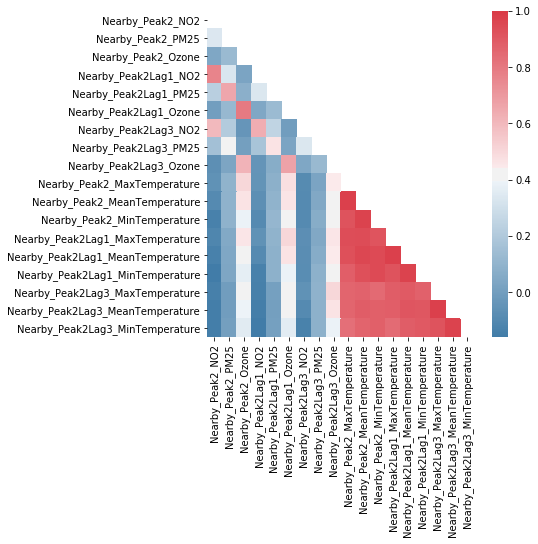 Nearby_Peak2_NO2
Nearby_Peak2_PM25
Nearby_Peak2_Ozone
Nearby_Peak2Lag1_NO2
Nearby_Peak2Lag1_PM25
Nearby_Peak2Lag1_Ozone
Nearby_Peak2Lag3_NO2
Nearby_Peak2Lag3_PM25
Nearby_Peak2Lag3_Ozone
Nearby_Peak2_MaxTemperature
Nearby_Peak2_MeanTemperature
Nearby_Peak2_MinTemperature
Nearby_Peak2Lag1_MaxTemperature
Nearby_Peak2Lag1_MeanTemperature
Nearby_Peak2Lag1_MinTemperature
Nearby_Peak2Lag3_MaxTemperature
Nearby_Peak2Lag3_MeanTemperature
Nearby_Peak2Lag3_MinTemperature
Nearby_Peak2_NO2
Nearby_Peak2_PM25
Nearby_Peak2_Ozone
Nearby_Peak2Lag1_NO2
Nearby_Peak2Lag1_PM25
Nearby_Peak2Lag1_Ozone
Nearby_Peak2Lag3_NO2
Nearby_Peak2Lag3_PM25
Nearby_Peak2Lag3_Ozone
Nearby_Peak2_MaxTemperature
Nearby_Peak2_MeanTemperature
Nearby_Peak2_MinTemperature
Nearby_Peak2Lag1_MaxTemperature
Nearby_Peak2Lag1_MeanTemperature
Nearby_Peak2Lag1_MinTemperature
Nearby_Peak2Lag3_MaxTemperature
Nearby_Peak2Lag3_MeanTemperature
Nearby_Peak2Lag3_MinTemperature
1.0
0.8
0.6
0.4
0.2
0.0